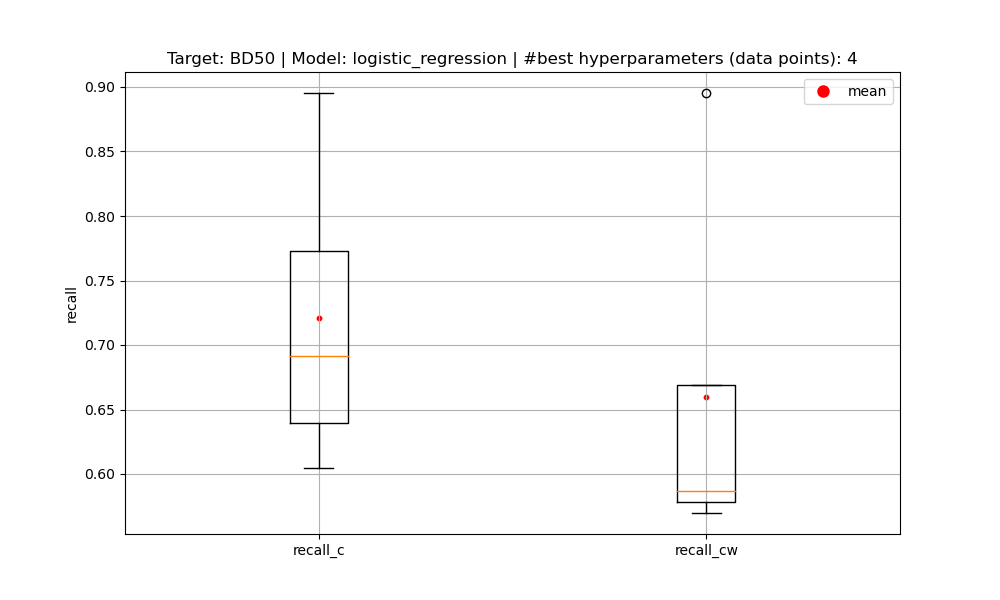 Target: BD50 | Model: logistic_regression | #best hyperparameters (data points): 4
mean
0.90
0.85
0.80
0.75
0.70
0.65
0.60
recall
recall_c
recall_cw